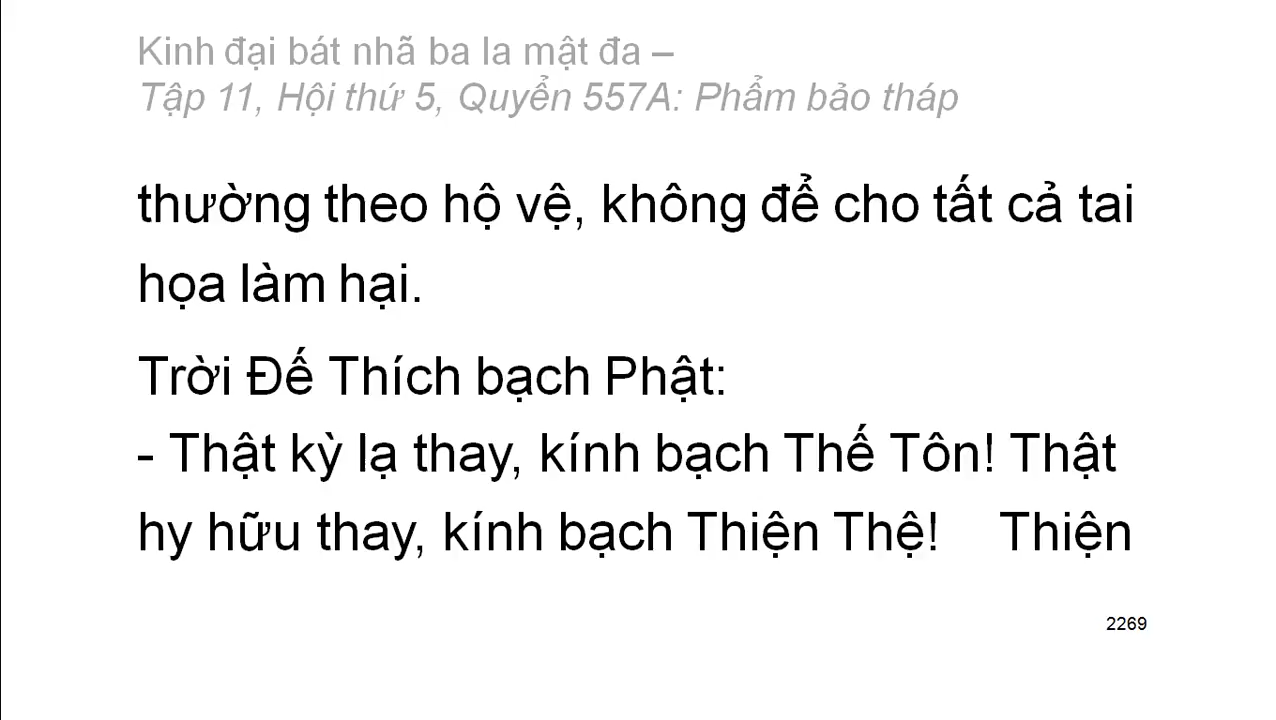 Kinh đại bát nhã ba la mật đa –
Tập 11, Hội thứ 5, Quyển 557A: Phẩm bảo tháp
thường theo hộ vệ, không để cho tất cả tai
họa làm hại.
Trời Đế Thích bạch Phật:
- Thật kỳ lạ thay, kính bạch Thế Tôn! Thật
hy hữu thay, kính bạch Thiện Thệ! Thiện
2269